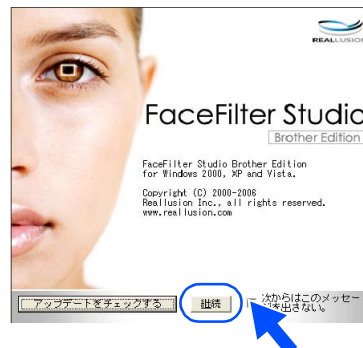 REALLUSION
FaceFilter Studio
Brother Edition
FaceFilter Studio Brother Edition
for Windows 2000, XP and Vista.
Copyright (C) 2000-2006
Reallusion Inc., all rights reserved.
www.reallusion.com
アップデートをチェックする 継続 次からはこのメッセー
を出さない。